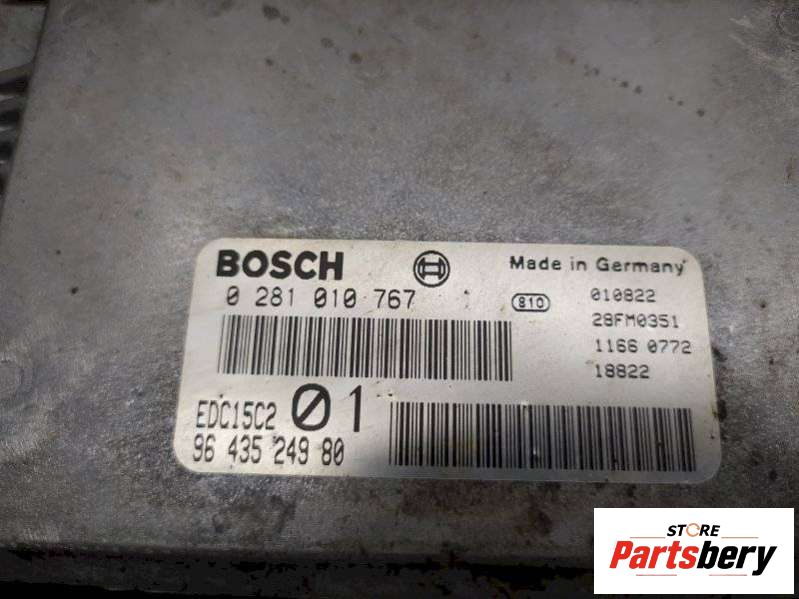 BOSCH
Made in Germany
0 281 010 767
810
010822
28FM0351
1166 0772
18822
EDC15C2 01
96 435 249 80
STORE
Partsbery